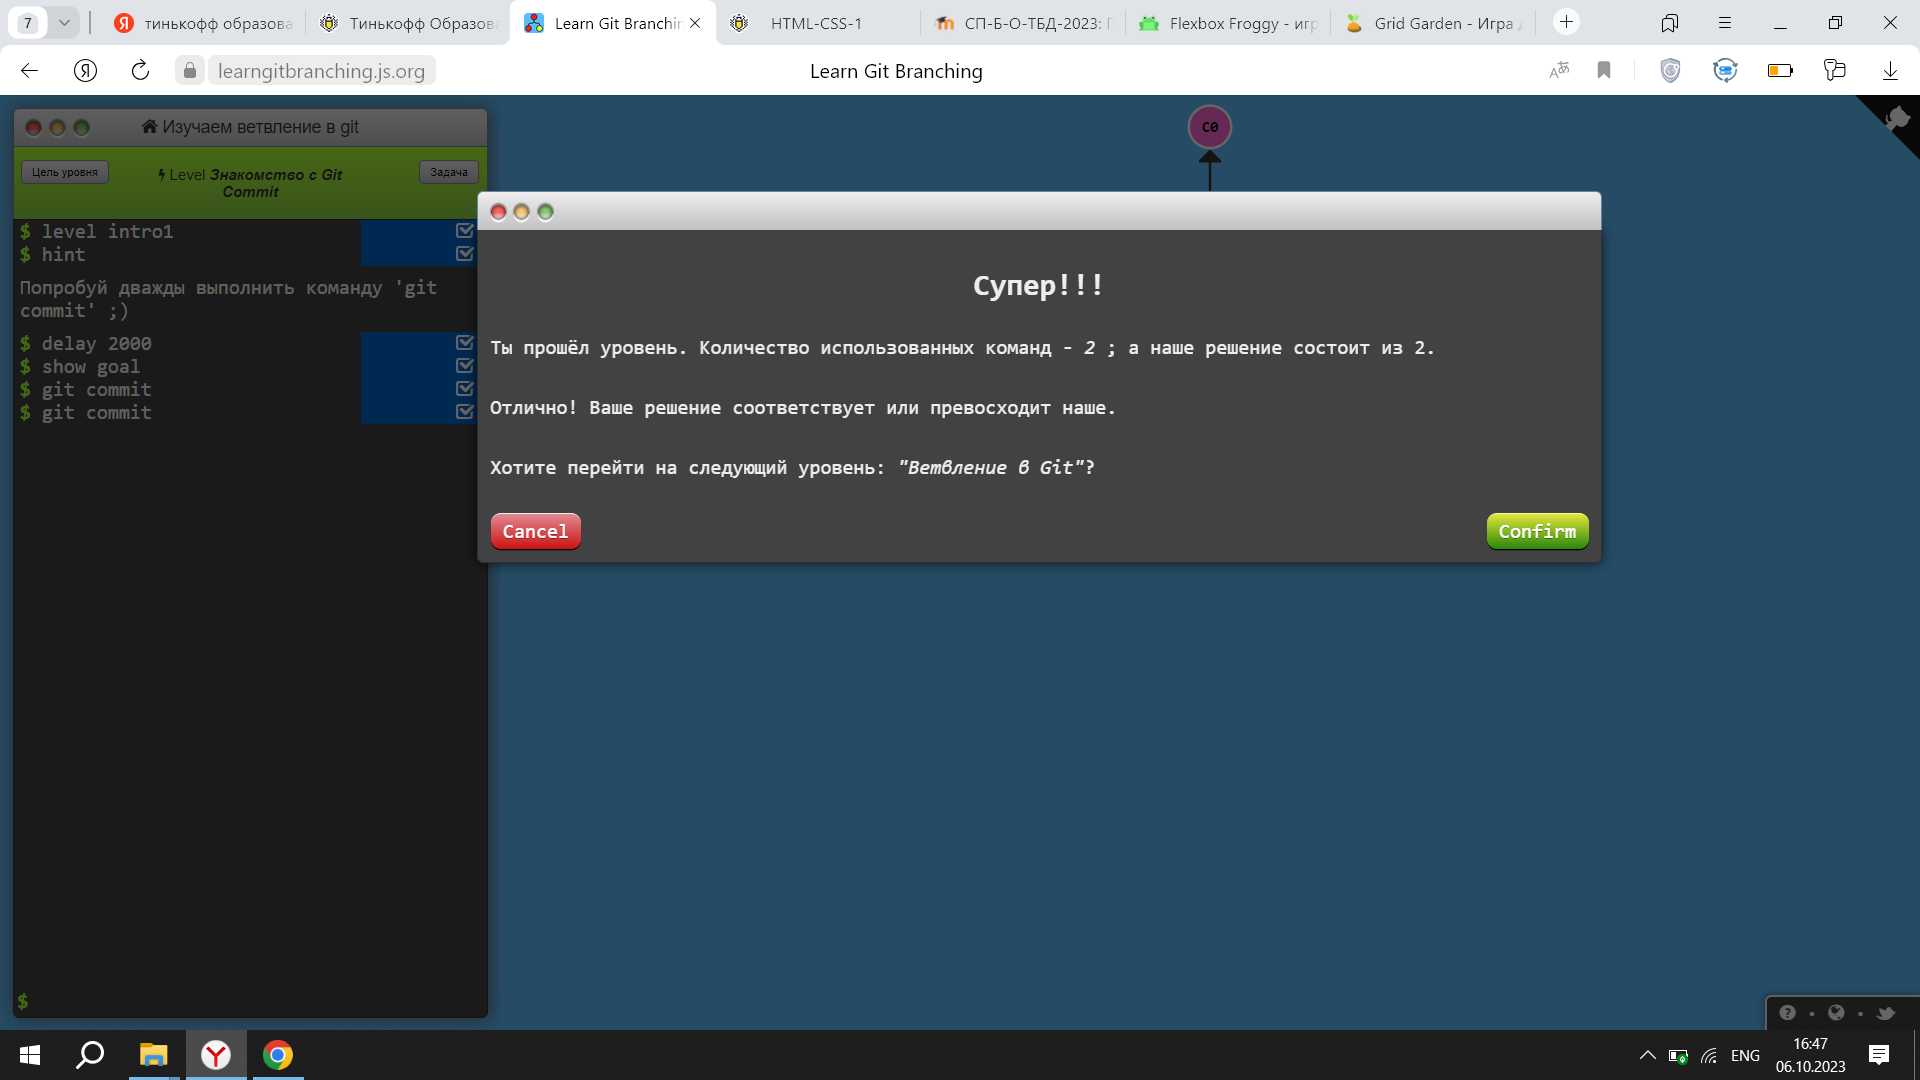 7
тинькофф образова
Тинькофф Образова
Learn Git Branchin
HTML-CSS-1
СП-Б-О-ТБД-2023: П
Flexbox Froggy - игр
Grid Garden - Игра д
learngitbranching.js.org
Learn Git Branching
Изучаем ветвление в git
Цель уровня
Level Знакомство с Git
Commit
Задача
$ level intro1
$ hint
Попробуй дважды выполнить команду 'git
commit' ;)
$ delay 2000
$ show goal
$ git commit
$ git commit
$
C0
Супер!!!
Ты прошёл уровень. Количество использованных команд - 2 ; а наше решение состоит из 2.
Отлично! Ваше решение соответствует или превосходит наше.
Хотите перейти на следующий уровень: "Ветвление в Git"?
Cancel
Confirm
ENG
16:47
06.10.2023